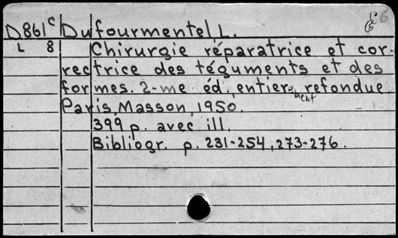 D861c Dufourmentel, L.
L 8 Chirurgie réparatrice et cor-
rectrice des téguments et des
formes. 2-me éd., entièrement refondue.
Paris, Masson, 1950.
399 p. avec ill.
Bibliogr. p. 231-254, 273-276.